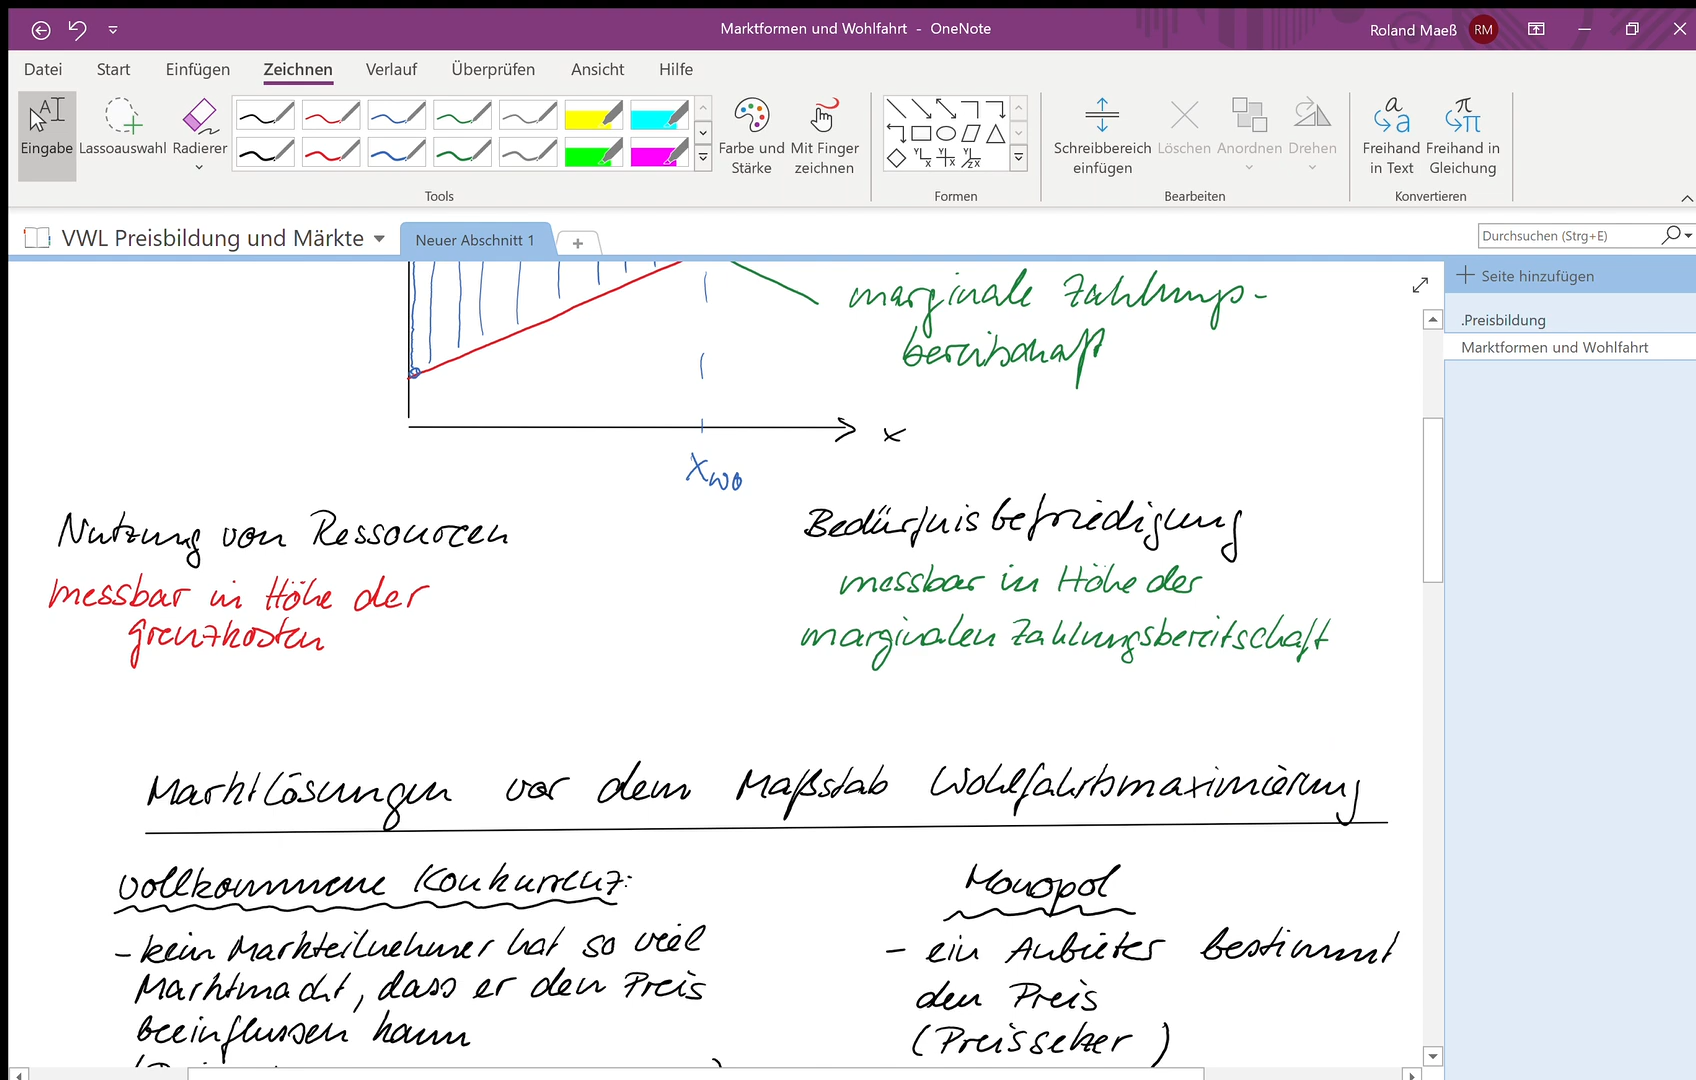 Marktformen und Wohlfahrt - OneNote
Roland Maeß RM
Datei Start Einfügen Zeichnen Verlauf Überprüfen Ansicht Hilfe
Eingabe Lassoauswahl Radierer
Farbe und Stärke
Mit Finger zeichnen
Schreibbereich einfügen
Löschen Anordnen Drehen
Freihand in Text
Freihand in Gleichung
Tools Formen Bearbeiten Konvertieren
VWL Preisbildung und Märkte
Neuer Abschnitt 1
Durchsuchen (Strg+E)
Seite hinzufügen
.Preisbildung
Marktformen und Wohlfahrt
marginale Zahlungs-
bereitschaft
x
xwo
Nutzung von Ressourcen
messbar in Höhe der
Grenzkosten
Bedürfnisbefriedigung
messbar in Höhe der
marginalen Zahlungsbereitschaft
Marktlösungen vor dem Maßstab Wohlfahrtsmaximierung
vollkommene Konkurrenz:
- kein Markteilnehmer hat so viel
Marktmacht, dass er den Preis
beeinflussen kann
Monopol
- ein Anbieter bestimmt
den Preis
(Preissetzer)